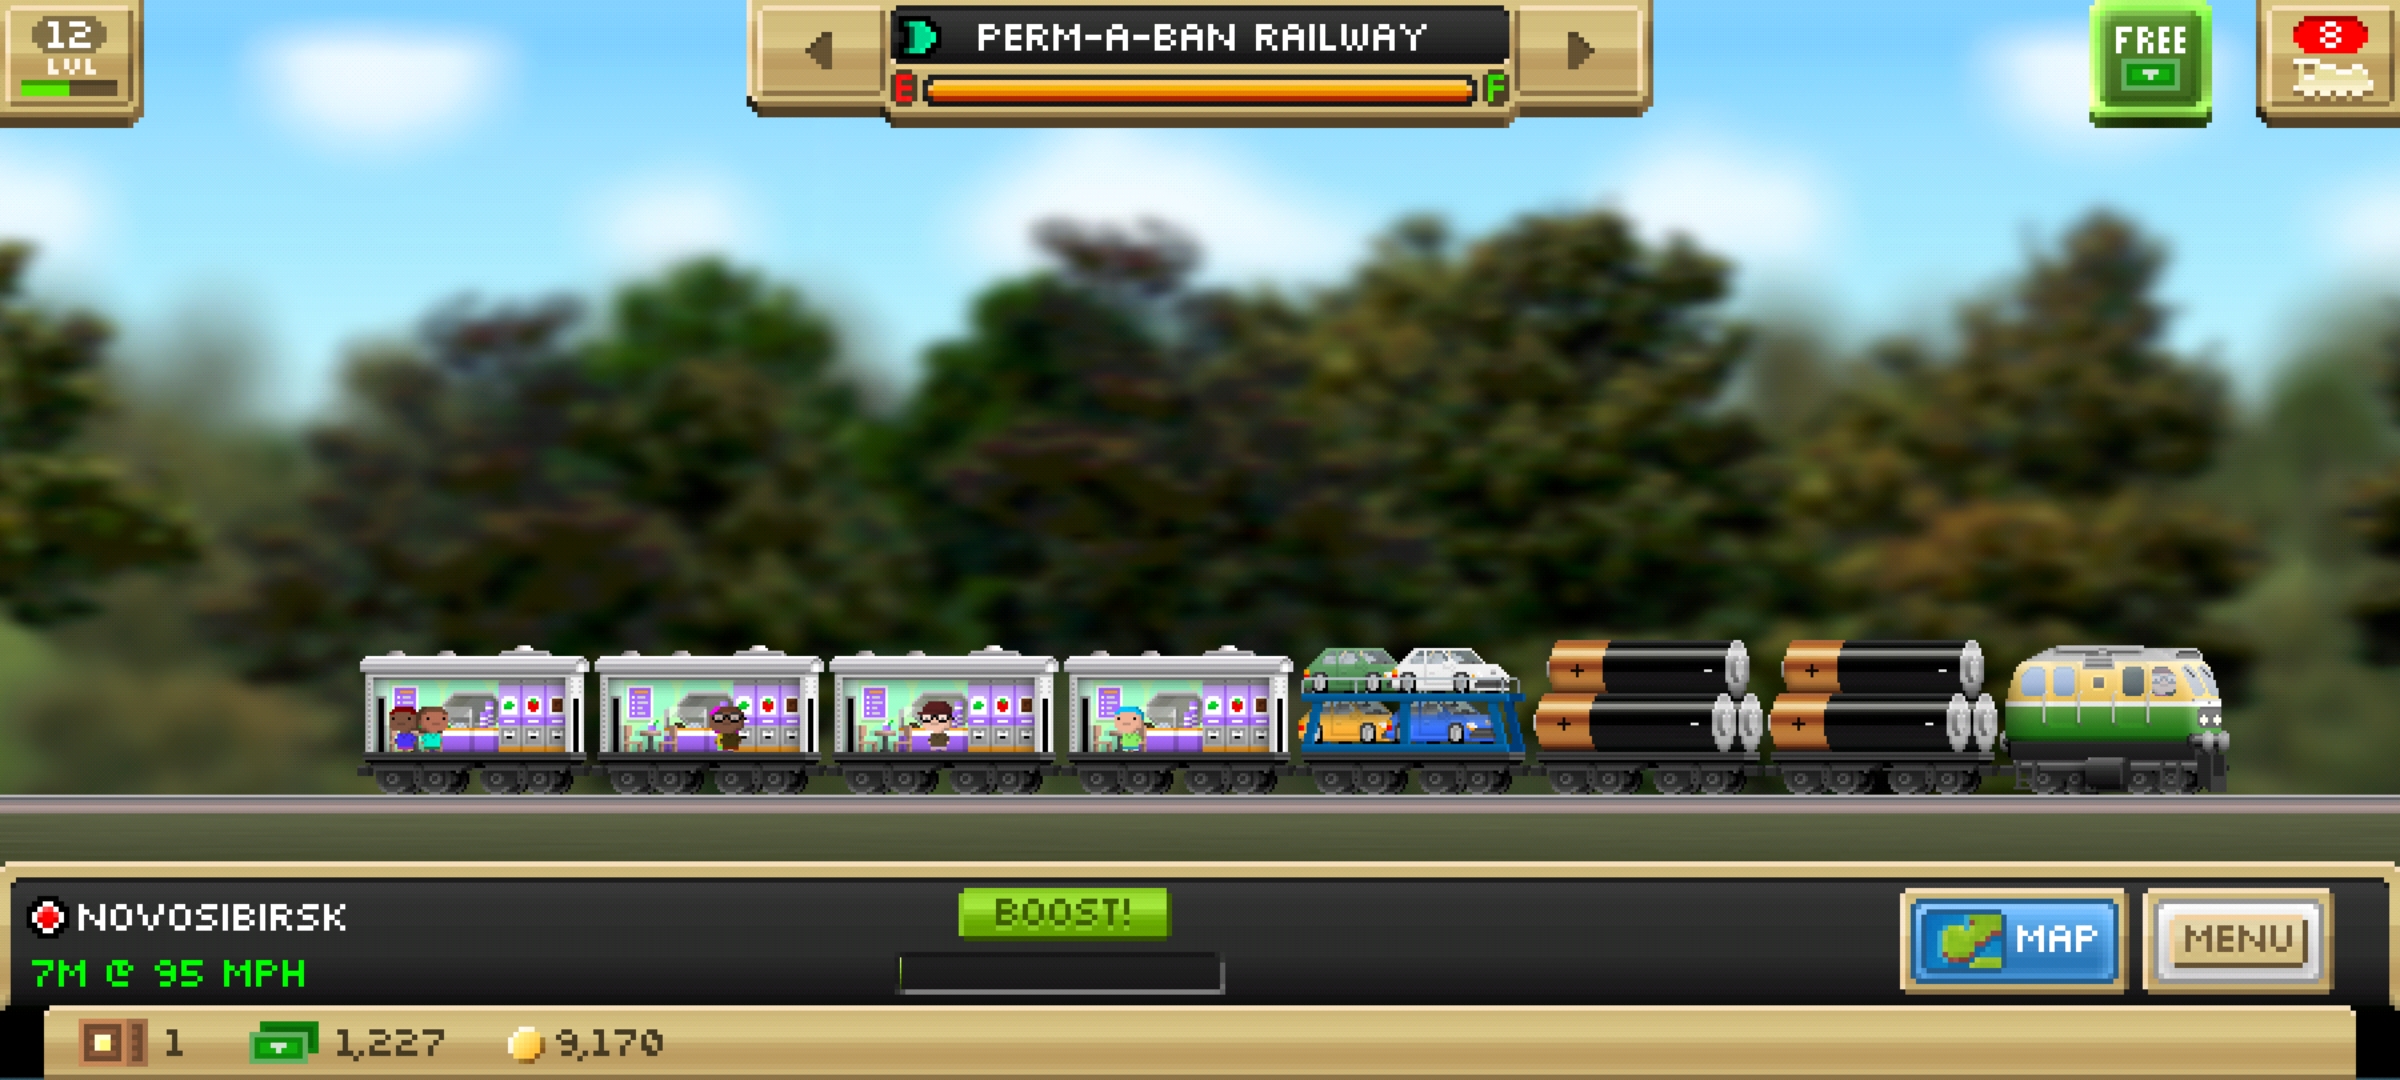 12
LVL
PERM-A-BAN RAILWAY
E F
FREE
8
+ -
+ -
+ -
+ -
NOVOSIBIRSK
7M @ 95 MPH
BOOST!
MAP
MENU
1
1,227
9,170